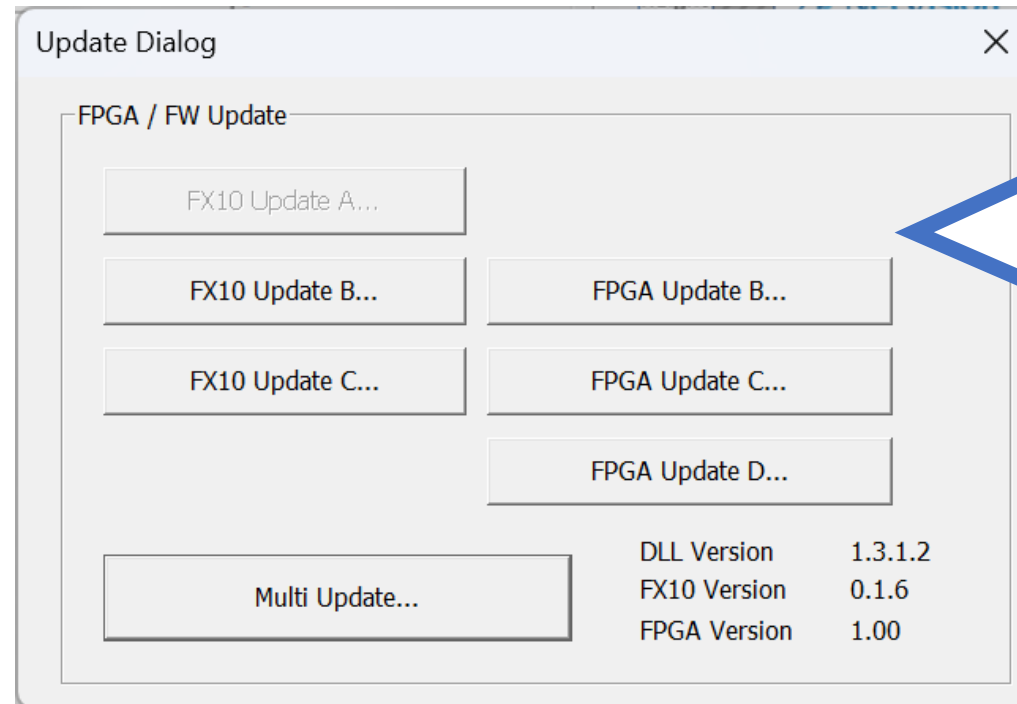 Update Dialog
FPGA / FW Update
FX10 Update A...
FX10 Update B...
FPGA Update B...
FX10 Update C...
FPGA Update C...
FPGA Update D...
Multi Update...
DLL Version 1.3.1.2
FX10 Version 0.1.6
FPGA Version 1.00